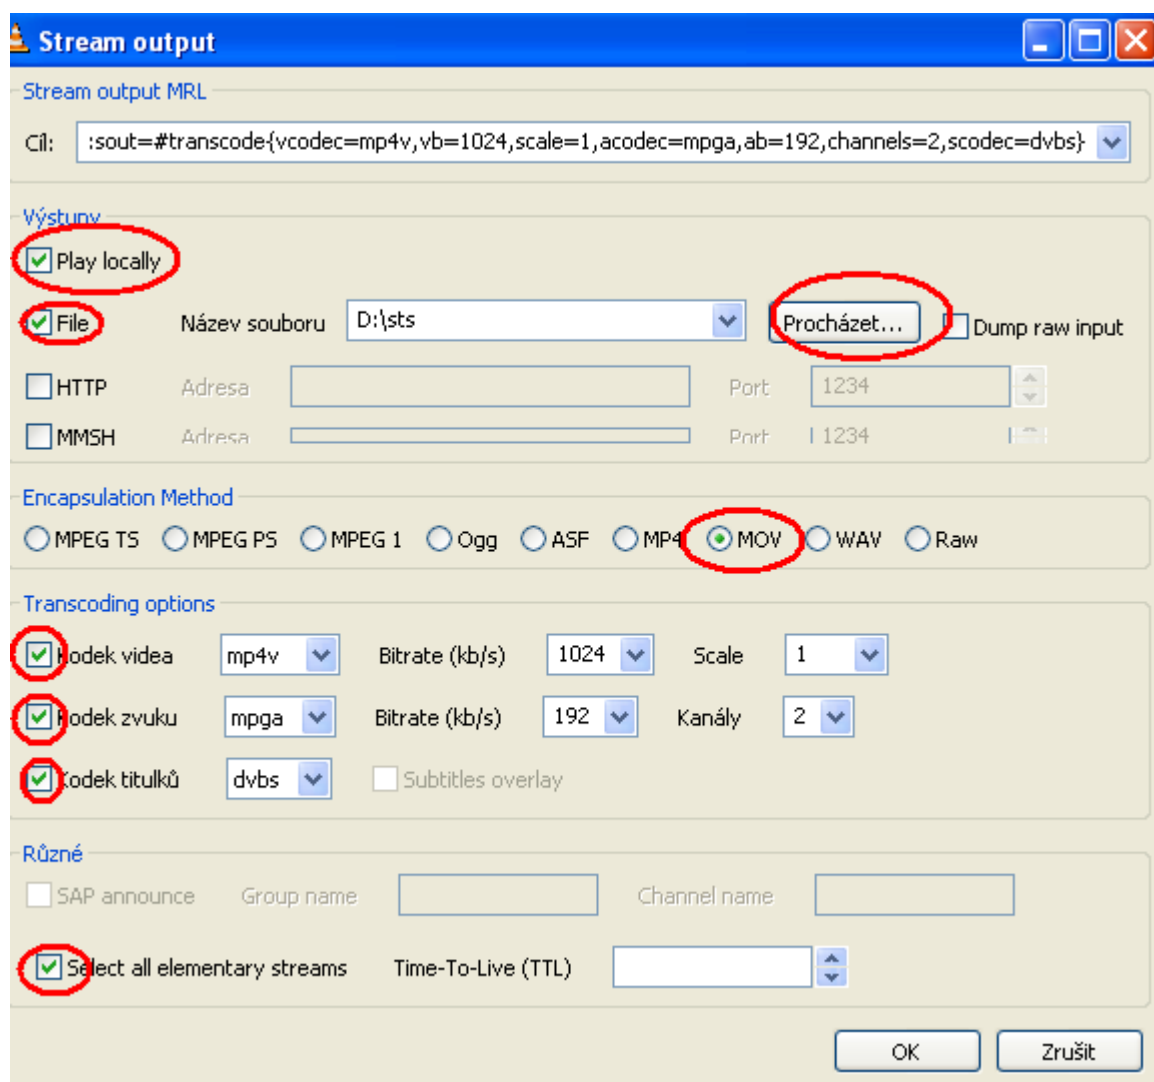 Stream output
Stream output MRL
Cíl: :sout=#transcode{vcodec=mp4v,vb=1024,scale=1,acodec=mpga,ab=192,channels=2,scodec=dvbs}
Výstupy
Play locally
File Název souboru D:\sts Procházet... Dump raw input
HTTP Adresa Port 1234
MMSH Adresa Port 1234
Encapsulation Method
MPEG TS MPEG PS MPEG 1 Ogg ASF MP4 MOV WAV Raw
Transcoding options
Kodek videa mp4v Bitrate (kb/s) 1024 Scale 1
Kodek zvuku mpga Bitrate (kb/s) 192 Kanály 2
Kodek titulků dvbs Subtitles overlay
Různé
SAP announce Group name Channel name
Select all elementary streams Time-To-Live (TTL)
OK Zrušit